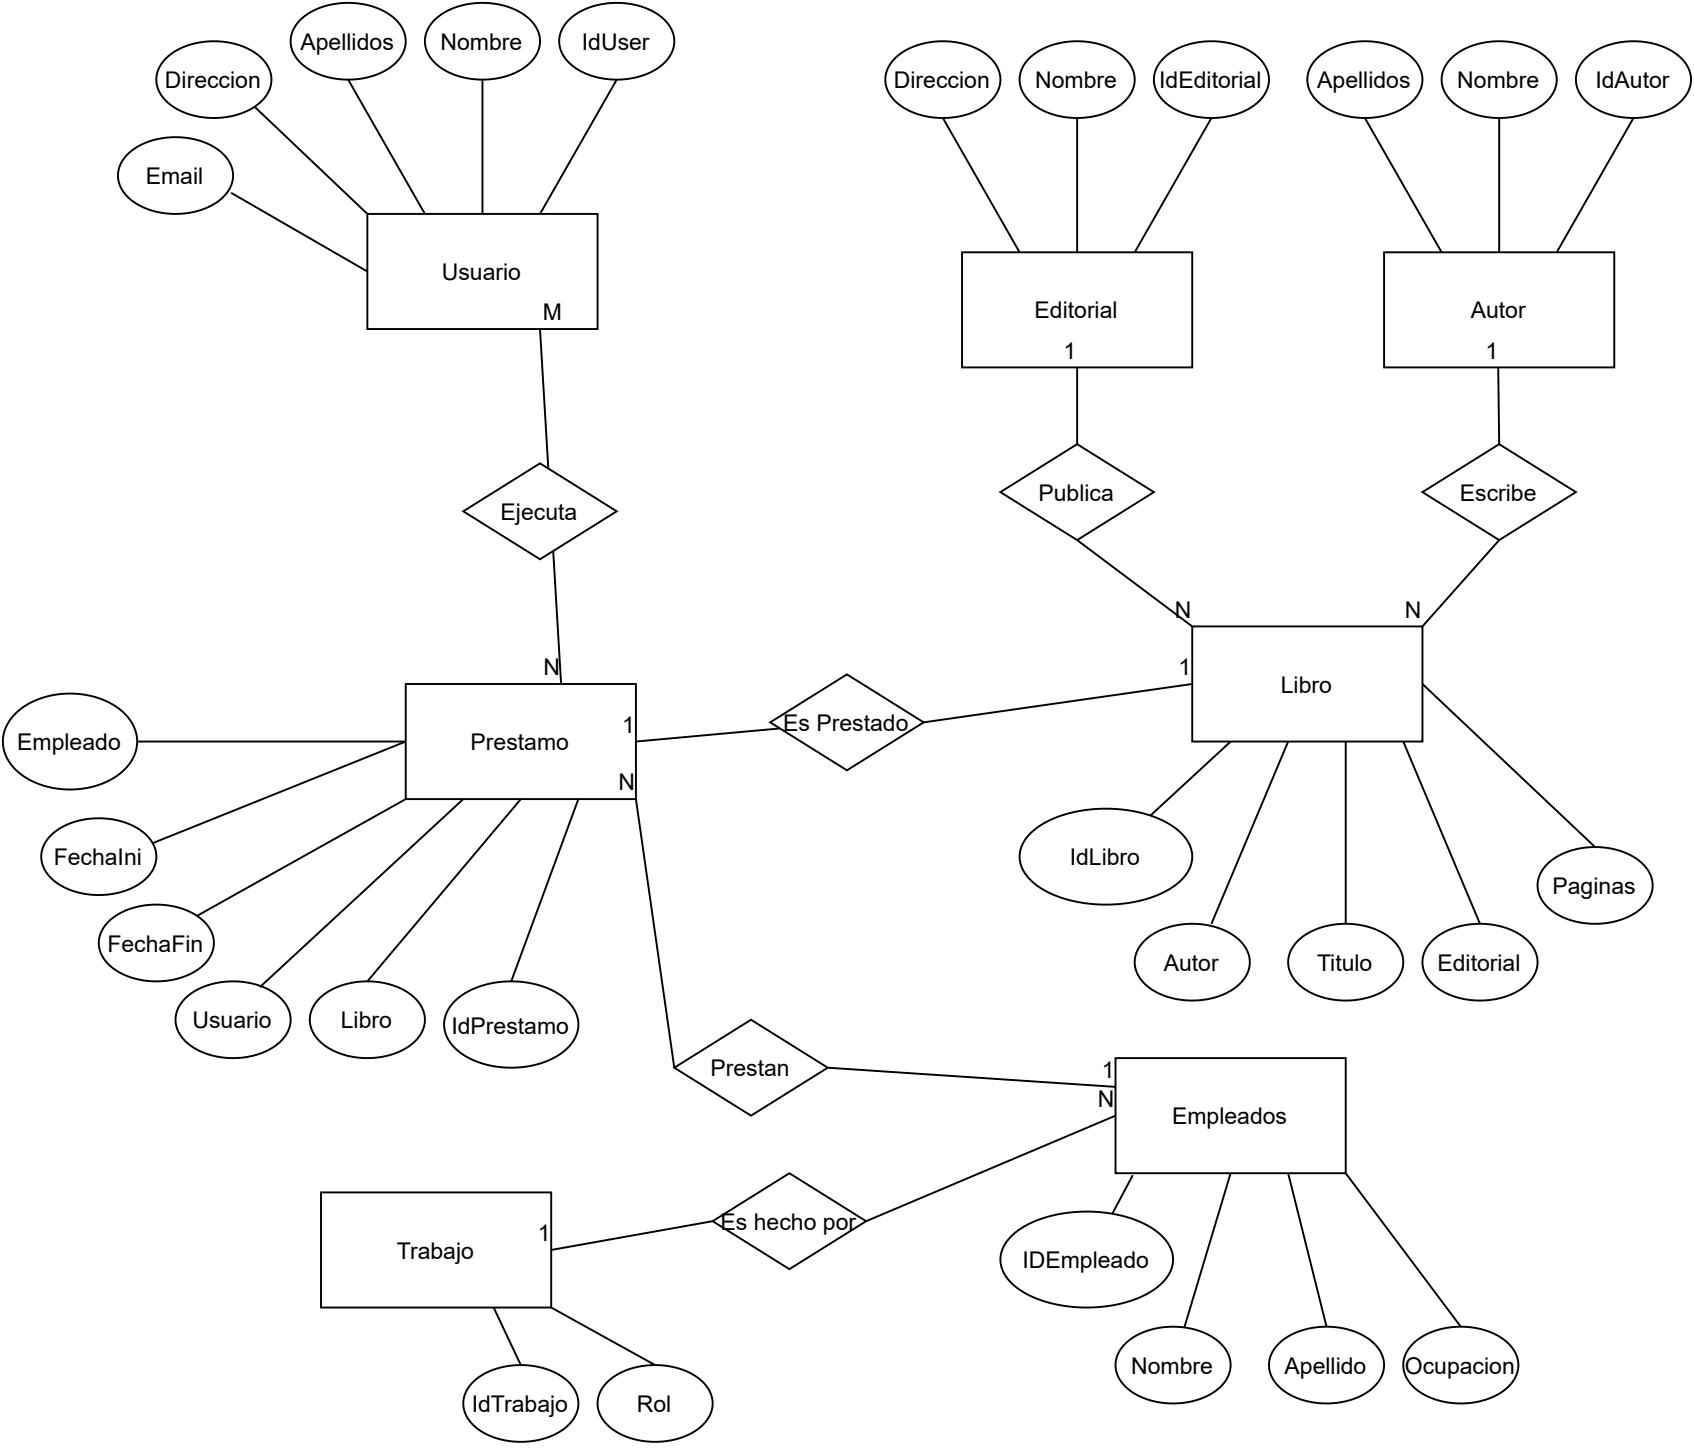 Apellidos
Nombre
IdUser
Direccion
Email
Usuario
M
Direccion
Nombre
IdEditorial
Apellidos
Nombre
IdAutor
Editorial
1
Autor
1
Ejecuta
Publica
Escribe
N
N
N
1
Prestamo
1
N
Es Prestado
Libro
Empleado
FechaIni
FechaFin
Usuario
Libro
IdPrestamo
IdLibro
Autor
Titulo
Editorial
Paginas
Prestan
1
N
Empleados
Es hecho por
Trabajo
1
IDEmpleado
Nombre
Apellido
Ocupacion
IdTrabajo
Rol